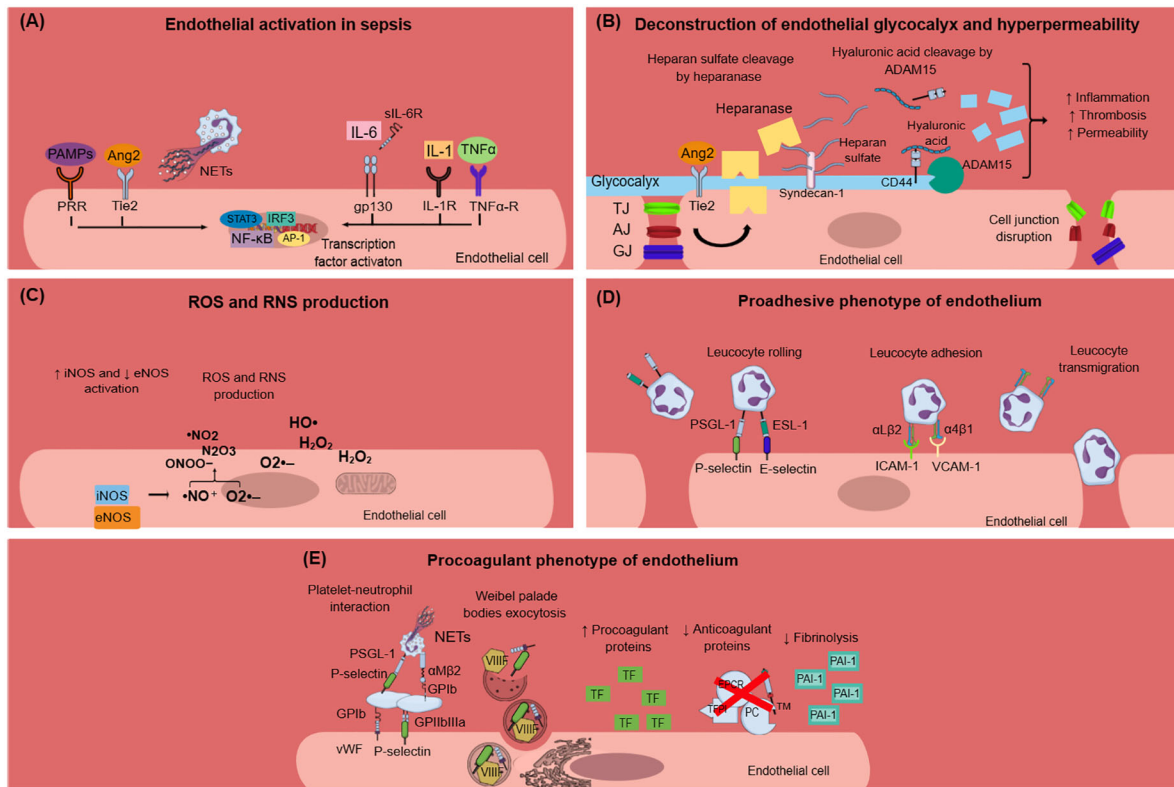 (A)
Endothelial activation in sepsis
PAMPs
Ang2
NETs
IL-6
sIL-6R
IL-1
TNFα
PRR
Tie2
gp130
IL-1R
TNFα-R
STAT3
IRF3
NF-κB
AP-1
Transcription
factor activaton
Endothelial cell
(B)
Deconstruction of endothelial glycocalyx and hyperpermeability
Heparan sulfate cleavage
by heparanase
Hyaluronic acid cleavage by
ADAM15
Heparanase
Ang2
Heparan
sulfate
Hyaluronic
acid
ADAM15
↑ Inflammation
↑ Thrombosis
↑ Permeability
Glycocalyx
Tie2
Syndecan-1
CD44
TJ
AJ
GJ
Cell junction
disruption
Endothelial cell
(C)
ROS and RNS production
↑ iNOS and ↓ eNOS
activation
ROS and RNS
production
HO•
H₂O₂
H₂O₂
•NO2
N2O3
ONOO–
O2•–
iNOS
eNOS
•NO
+
O2•–
Endothelial cell
(D)
Proadhesive phenotype of endothelium
Leucocyte rolling
Leucocyte adhesion
Leucocyte
transmigration
PSGL-1
ESL-1
αLβ2
α4β1
P-selectin
E-selectin
ICAM-1
VCAM-1
Endothelial cell
(E)
Procoagulant phenotype of endothelium
Platelet-neutrophil
interaction
NETs
PSGL-1
P-selectin
αMβ2
GPIb
GPIb
GPIIbIIIa
vWF
P-selectin
Weibel palade
bodies exocytosis
VIIIF
VIIIF
VIIIF
↑ Procoagulant
proteins
TF
TF
TF
TF
TF
↓ Anticoagulant
proteins
EPCR
TFPI
PC
TM
↓ Fibrinolysis
PAI-1
PAI-1
PAI-1
PAI-1
Endothelial cell